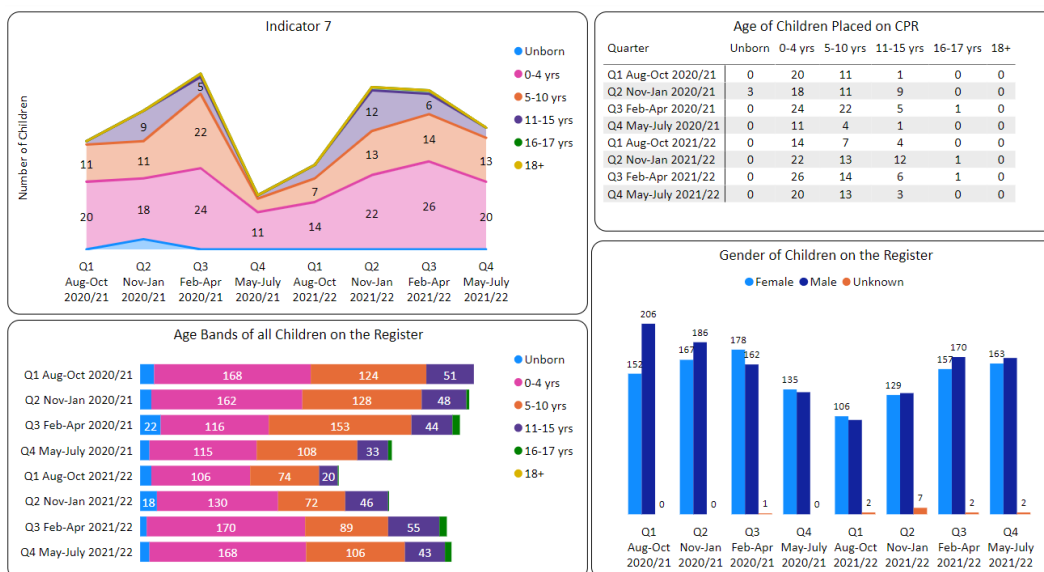 Indicator 7
Number of Children
5
9
22
12
6
11
11
13
14
13
7
20
18
24
11
14
22
26
20
Q1 Q2 Q3 Q4 Q1 Q2 Q3 Q4
Aug-Oct Nov-Jan Feb-Apr May-July Aug-Oct Nov-Jan Feb-Apr May-July
2020/21 2020/21 2020/21 2020/21 2021/22 2021/22 2021/22 2021/22
Unborn
0-4 yrs
5-10 yrs
11-15 yrs
16-17 yrs
18+
Age of Children Placed on CPR
Quarter Unborn 0-4 yrs 5-10 yrs 11-15 yrs 16-17 yrs 18+
Q1 Aug-Oct 2020/21 0 20 11 1 0 0
Q2 Nov-Jan 2020/21 3 18 11 9 0 0
Q3 Feb-Apr 2020/21 0 24 22 5 1 0
Q4 May-July 2020/21 0 11 4 1 0 0
Q1 Aug-Oct 2021/22 0 14 7 4 0 0
Q2 Nov-Jan 2021/22 0 22 13 12 1 0
Q3 Feb-Apr 2021/22 0 26 14 6 1 0
Q4 May-July 2021/22 0 20 13 3 0 0
Age Bands of all Children on the Register
Q1 Aug-Oct 2020/21 168 124 51
Q2 Nov-Jan 2020/21 162 128 48
Q3 Feb-Apr 2020/21 22 116 153 44
Q4 May-July 2020/21 115 108 33
Q1 Aug-Oct 2021/22 106 74 20
Q2 Nov-Jan 2021/22 18 130 72 46
Q3 Feb-Apr 2021/22 170 89 55
Q4 May-July 2021/22 168 106 43
Unborn
0-4 yrs
5-10 yrs
11-15 yrs
16-17 yrs
18+
Gender of Children on the Register
Female Male Unknown
152 206 0
167 186 0
178 162 1
135 0
106 2
129 7
157 170 2
163 2
Q1 Q2 Q3 Q4 Q1 Q2 Q3 Q4
Aug-Oct Nov-Jan Feb-Apr May-July Aug-Oct Nov-Jan Feb-Apr May-July
2020/21 2020/21 2020/21 2020/21 2021/22 2021/22 2021/22 2021/22